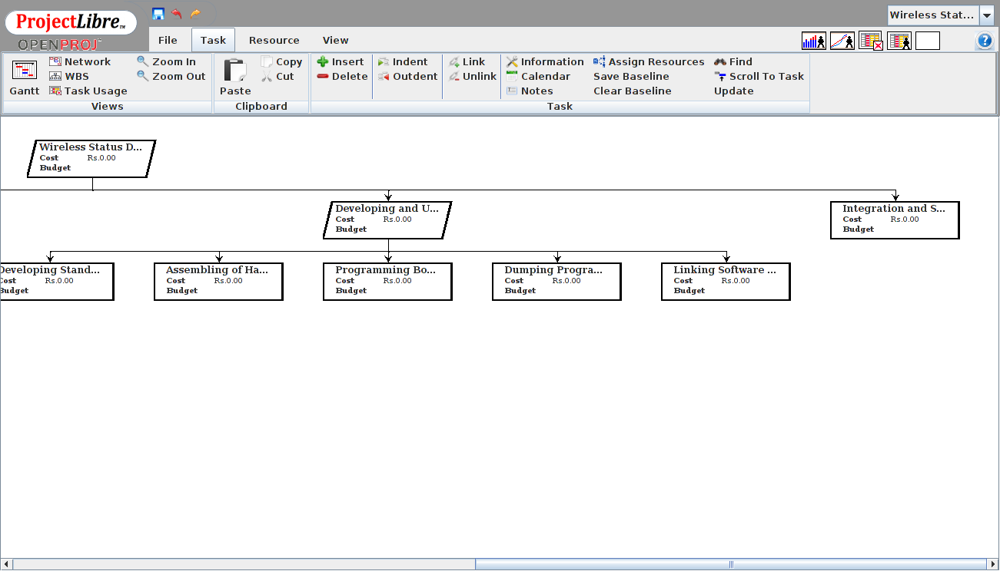 ProjectLibre™
OPENPROJ™
Wireless Stat...
File Task Resource View
Gantt
Network
WBS
Task Usage
Zoom In
Zoom Out
Views
Paste
Copy
Cut
Clipboard
Insert
Delete
Indent
Outdent
Link
Unlink
Information
Calendar
Notes
Assign Resources
Save Baseline
Clear Baseline
Find
Scroll To Task
Update
Task
Wireless Status D...
Cost Rs.0.00
Budget
Developing and U...
Cost Rs.0.00
Budget
Integration and S...
Cost Rs.0.00
Budget
Developing Stand...
Cost Rs.0.00
Budget
Assembling of Ha...
Cost Rs.0.00
Budget
Programming Bo...
Cost Rs.0.00
Budget
Dumping Progra...
Cost Rs.0.00
Budget
Linking Software ...
Cost Rs.0.00
Budget